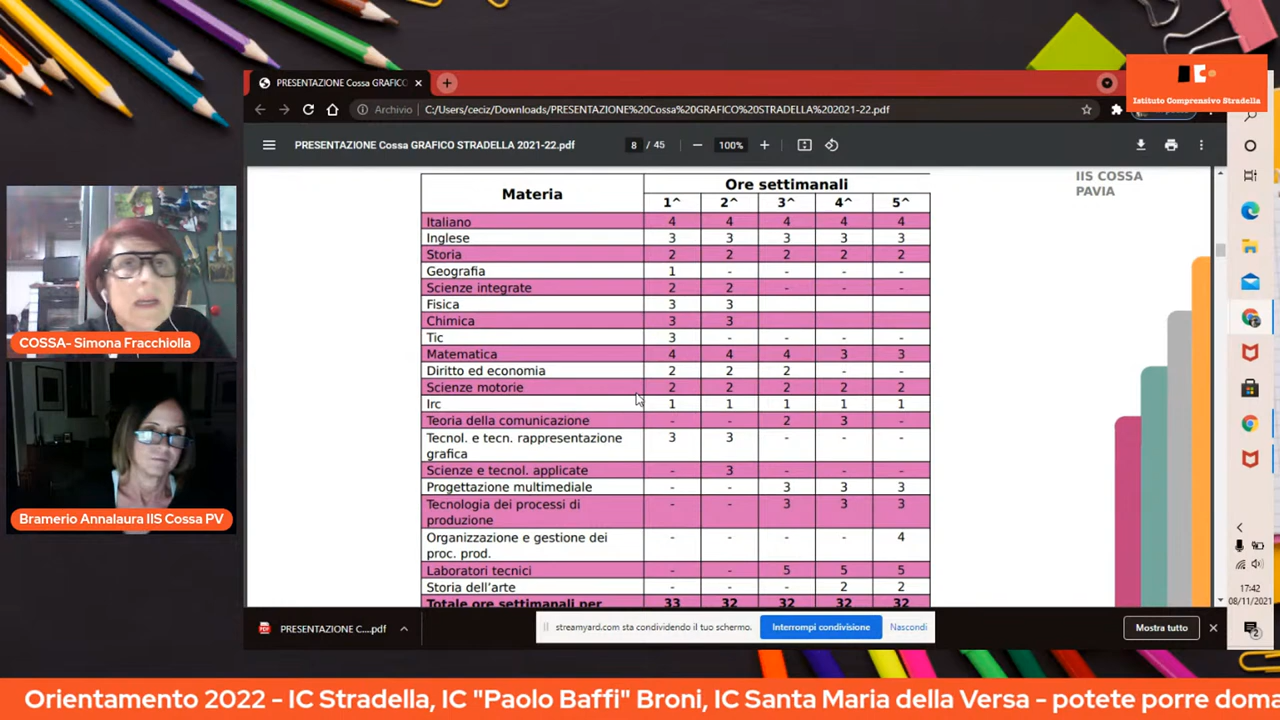 PRESENTAZIONE Cossa GRAFICO
Istituto Comprensivo Stradella
Archivio C:/Users/ceciz/Downloads/PRESENTAZIONE%20Cossa%20GRAFICO%20STRADELLA%202021-22.pdf
PRESENTAZIONE Cossa GRAFICO STRADELLA 2021-22.pdf 8 / 45 100%
IIS COSSA
PAVIA
Materia Ore settimanali
1^ 2^ 3^ 4^ 5^
Italiano 4 4 4 4 4
Inglese 3 3 3 3 3
Storia 2 2 2 2 2
Geografia 1 - - - -
Scienze integrate 2 2 - - -
Fisica 3 3
Chimica 3 3
Tic 3 - - - -
Matematica 4 4 4 3 3
Diritto ed economia 2 2 2 - -
Scienze motorie 2 2 2 2 2
Irc 1 1 1 1 1
Teoria della comunicazione - - 2 3 -
Tecnol. e tecn. rappresentazione
grafica 3 3 - - -
Scienze e tecnol. applicate - 3 - - -
Progettazione multimediale - - 3 3 3
Tecnologia dei processi di
produzione - - 3 3 3
Organizzazione e gestione dei
proc. prod. - - - - 4
Laboratori tecnici - - 5 5 5
Storia dell'arte - - - 2 2
Totale ore settimanali per 33 32 32 32 32
COSSA- Simona Fracchiolla
Bramerio Annalaura IIS Cossa PV
PRESENTAZIONE C....pdf
streamyard.com sta condividendo il tuo schermo. Interrompi condivisione Nascondi
Mostra tutto
17:42
08/11/2021
2
Orientamento 2022 - IC Stradella, IC "Paolo Baffi" Broni, IC Santa Maria della Versa - potete porre doma